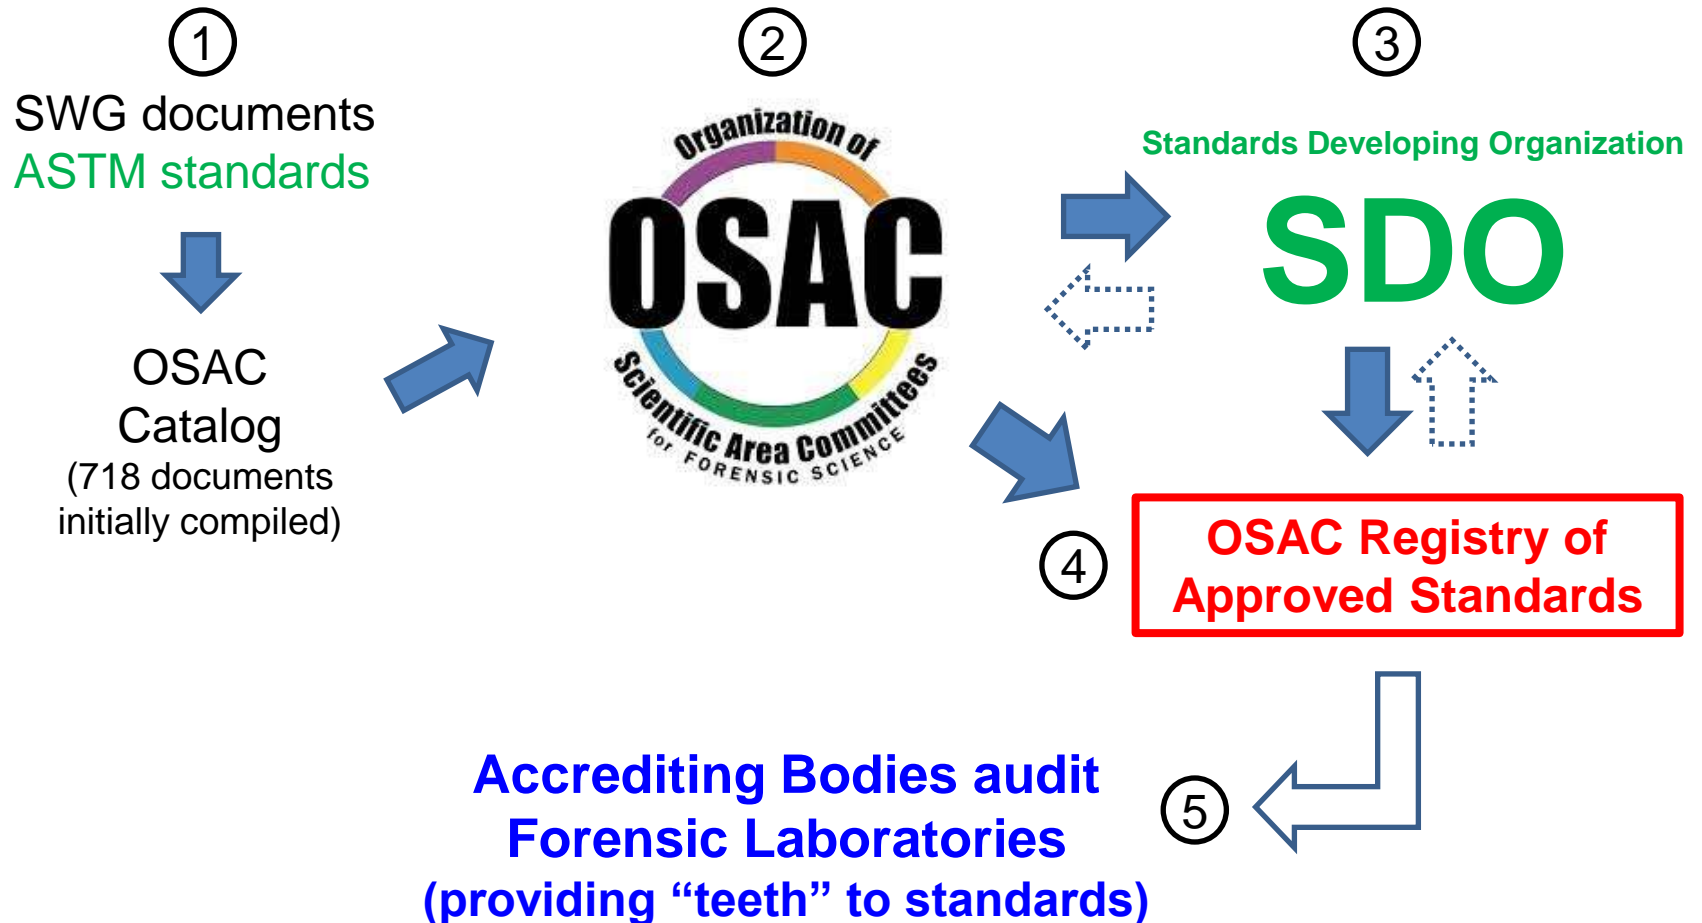 1
SWG documents
ASTM standards
OSAC
Catalog
(718 documents
initially compiled)
2
Organization of
OSAC
Scientific Area Committees
for FORENSIC SCIENCE
3
Standards Developing Organization
SDO
4
OSAC Registry of
Approved Standards
5
Accrediting Bodies audit
Forensic Laboratories
(providing “teeth” to standards)